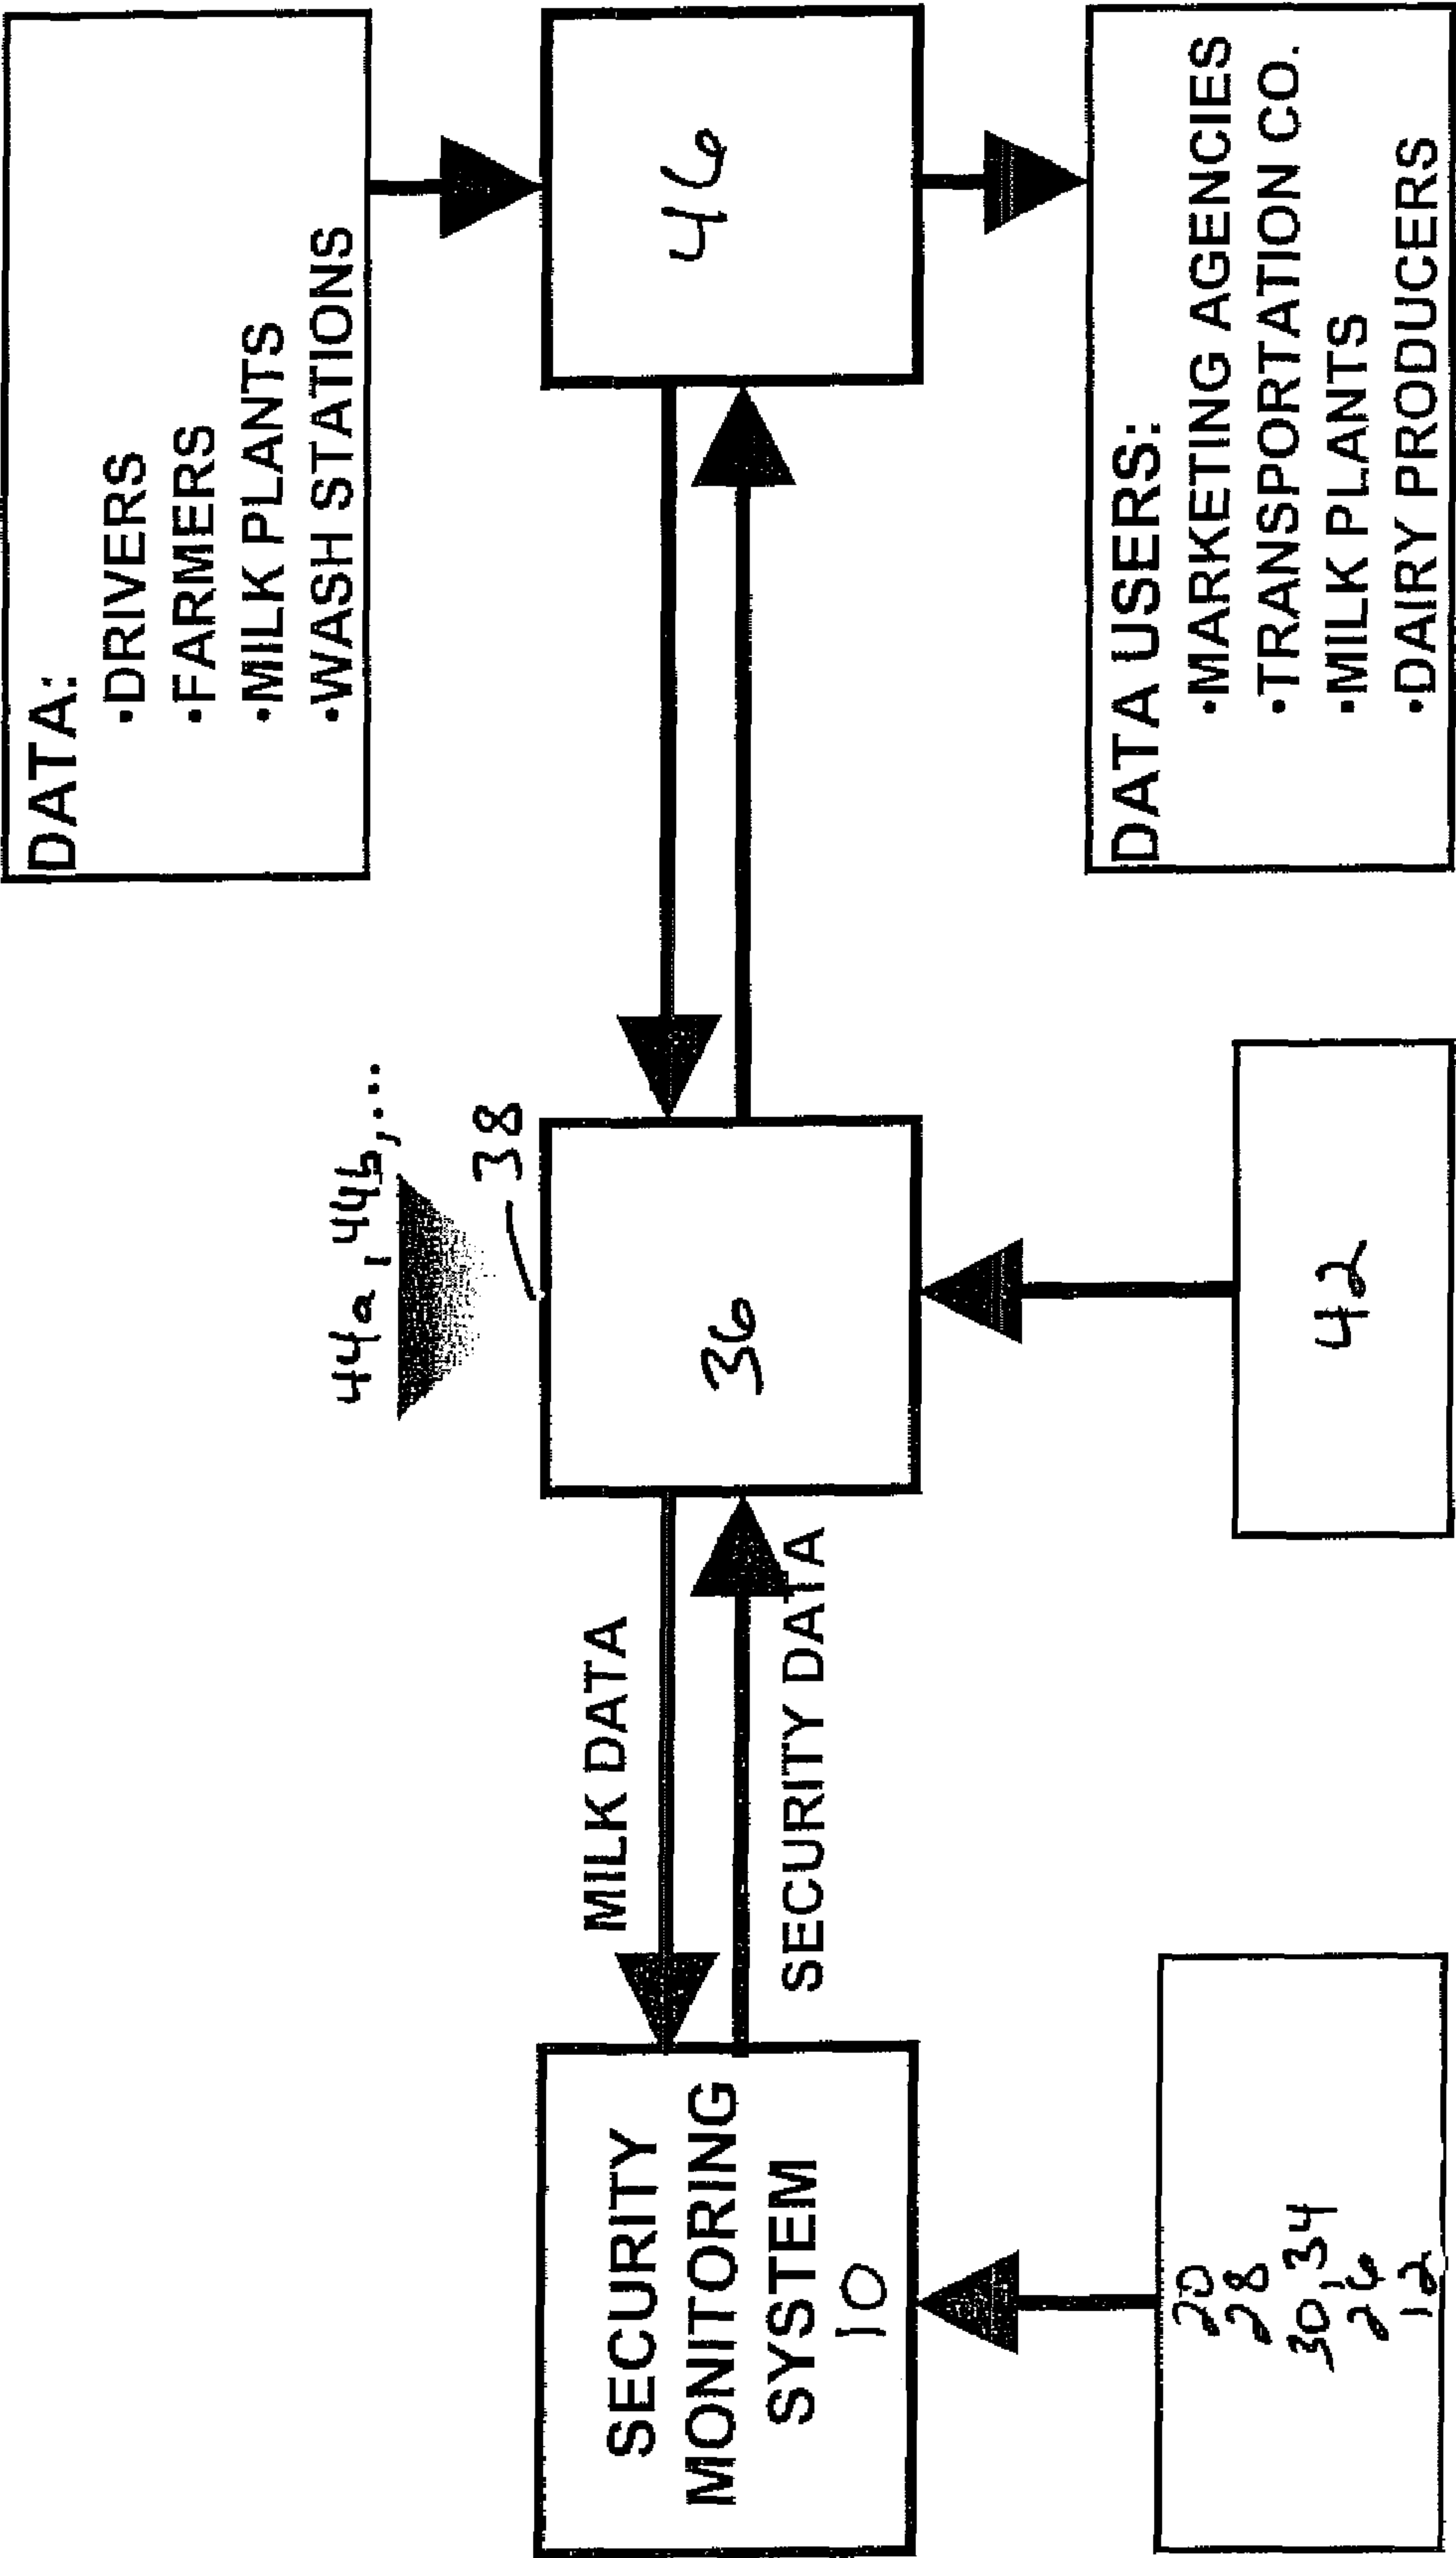 SECURITY
MONITORING
SYSTEM
10
20
28
30, 34
26
12
MILK DATA
SECURITY DATA
44a, 44b, ...
38
36
42
DATA:
•DRIVERS
•FARMERS
•MILK PLANTS
•WASH STATIONS
46
DATA USERS:
•MARKETING AGENCIES
•TRANSPORTATION CO.
•MILK PLANTS
•DAIRY PRODUCERS